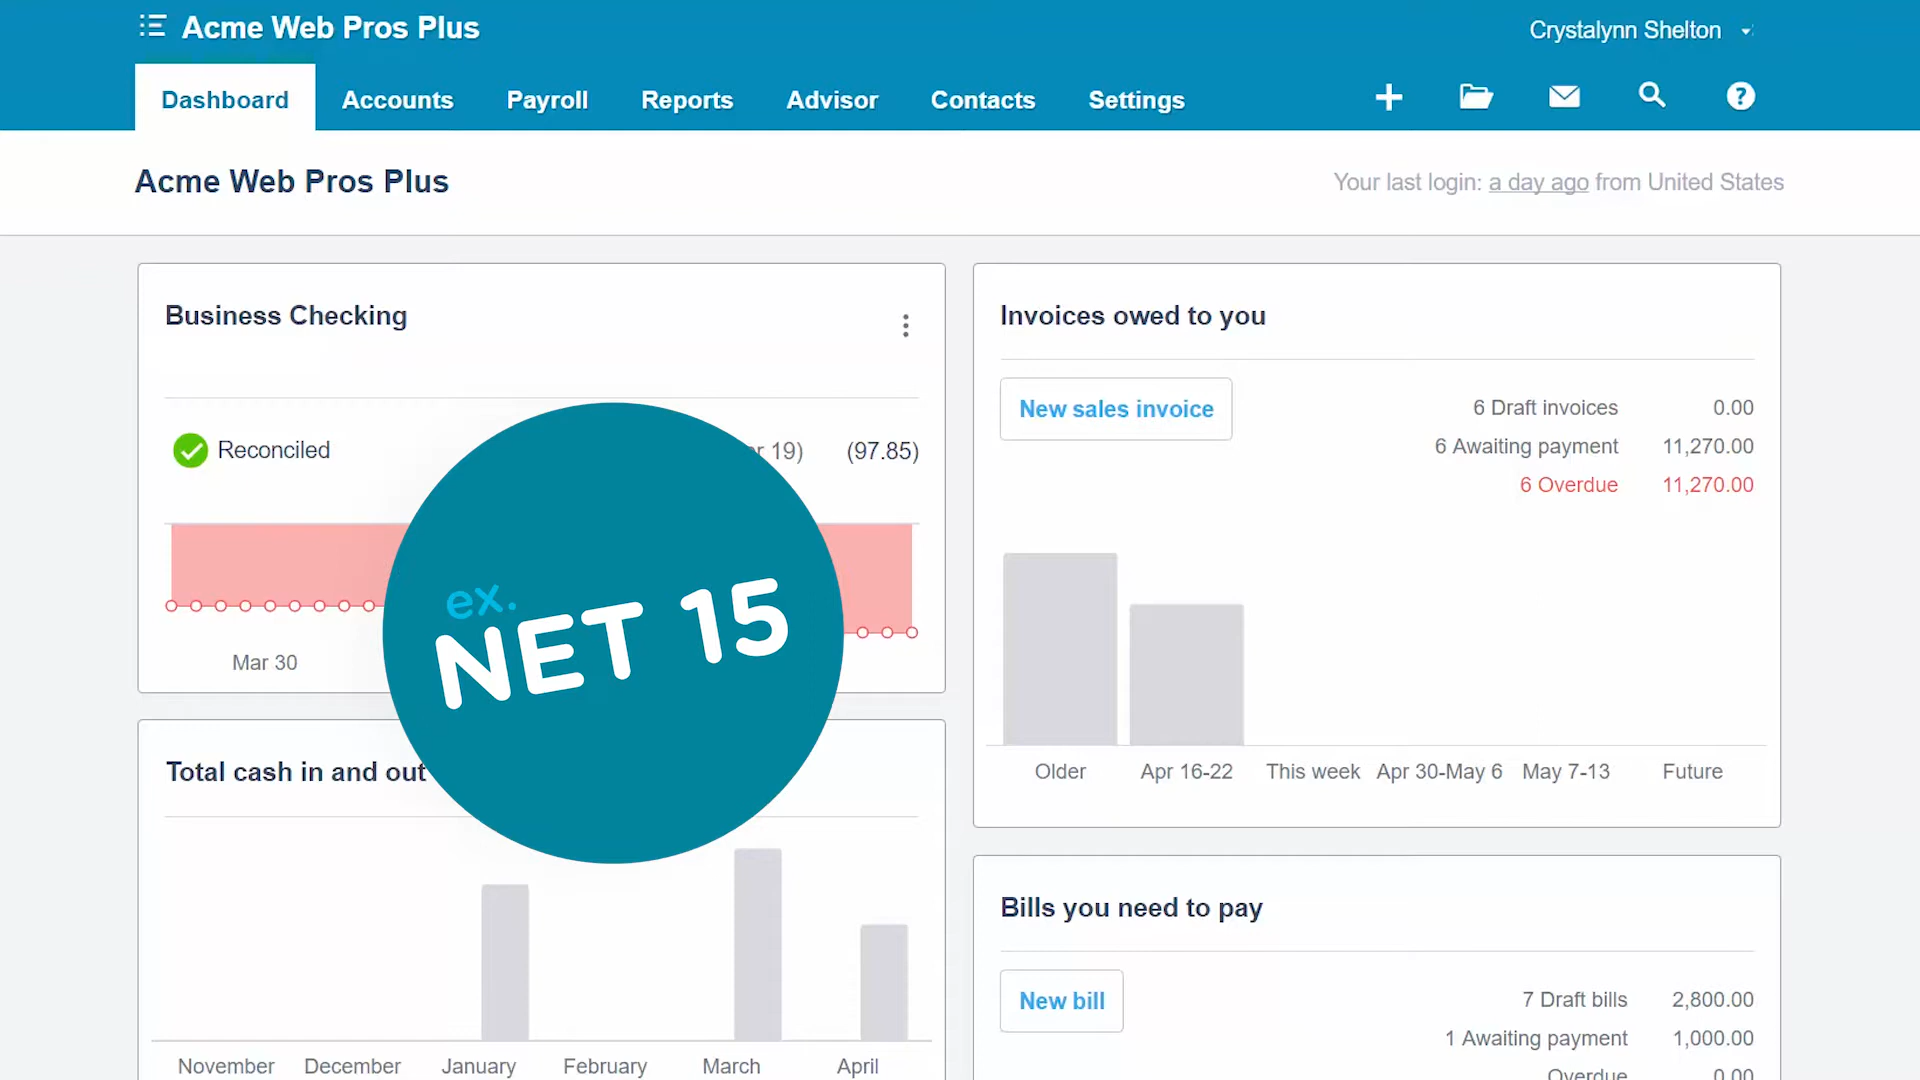 Acme Web Pros Plus
Crystalynn Shelton
Dashboard Accounts Payroll Reports Advisor Contacts Settings
Acme Web Pros Plus
Your last login: a day ago from United States
Business Checking
Reconciled 19) (97.85)
Mar 30
ex.
NET 15
Total cash in and out
November December January February March April
Invoices owed to you
New sales invoice
6 Draft invoices 0.00
6 Awaiting payment 11,270.00
6 Overdue 11,270.00
Older Apr 16-22 This week Apr 30-May 6 May 7-13 Future
Bills you need to pay
New bill
7 Draft bills 2,800.00
1 Awaiting payment 1,000.00
Overdue 0.00